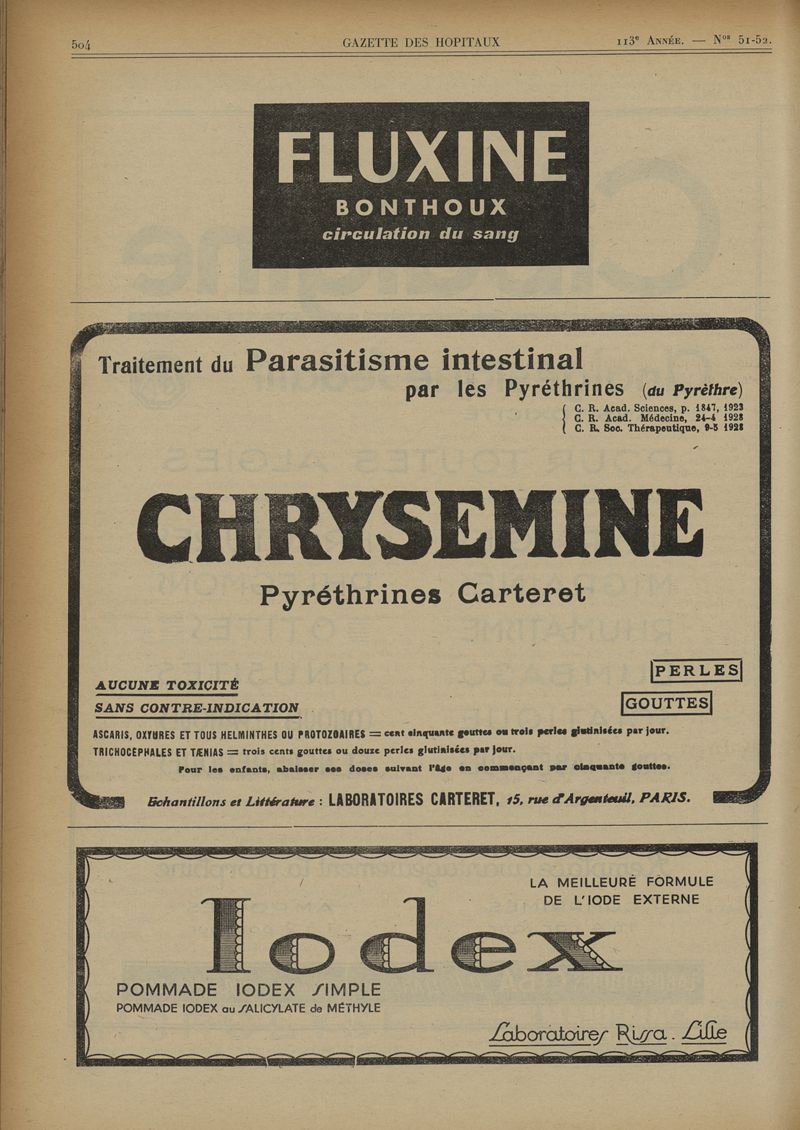 504
GAZETTE DES HOPITAUX
113e ANNÉE. — Nos 51-52.
FLUXINE
BONTHOUX
circulation du sang
Traitement du Parasitisme intestinal
par les Pyréthrines (du Pyrèthre)
C. R. Acad. Sciences, p. 1847, 1923
C. R. Acad. Médecine, 24-4 1928
C. R. Soc. Thérapeutique, 9-5 1928
CHRYSEMINE
Pyréthrines Carteret
PERLES
AUCUNE TOXICITÉ
SANS CONTRE-INDICATION
GOUTTES
ASCARIS, OXYURES ET TOUS HELMINTHES OU PROTOZOAIRES = cent cinquante gouttes ou trois perles glutinisées par jour.
TRICHOCÉPHALES ET TÆNIAS = trois cents gouttes ou douze perles glutinisées par jour.
Pour les enfants, abaisser ces doses suivant l'âge en commençant par cinquante gouttes.
Echantillons et Littérature : LABORATOIRES CARTERET, 15, rue d'Argenteuil, PARIS.
LA MEILLEURE FORMULE
DE L'IODE EXTERNE
Iodex
POMMADE IODEX SIMPLE
POMMADE IODEX au SALICYLATE de MÉTHYLE
Laboratoires Rissa. Lille